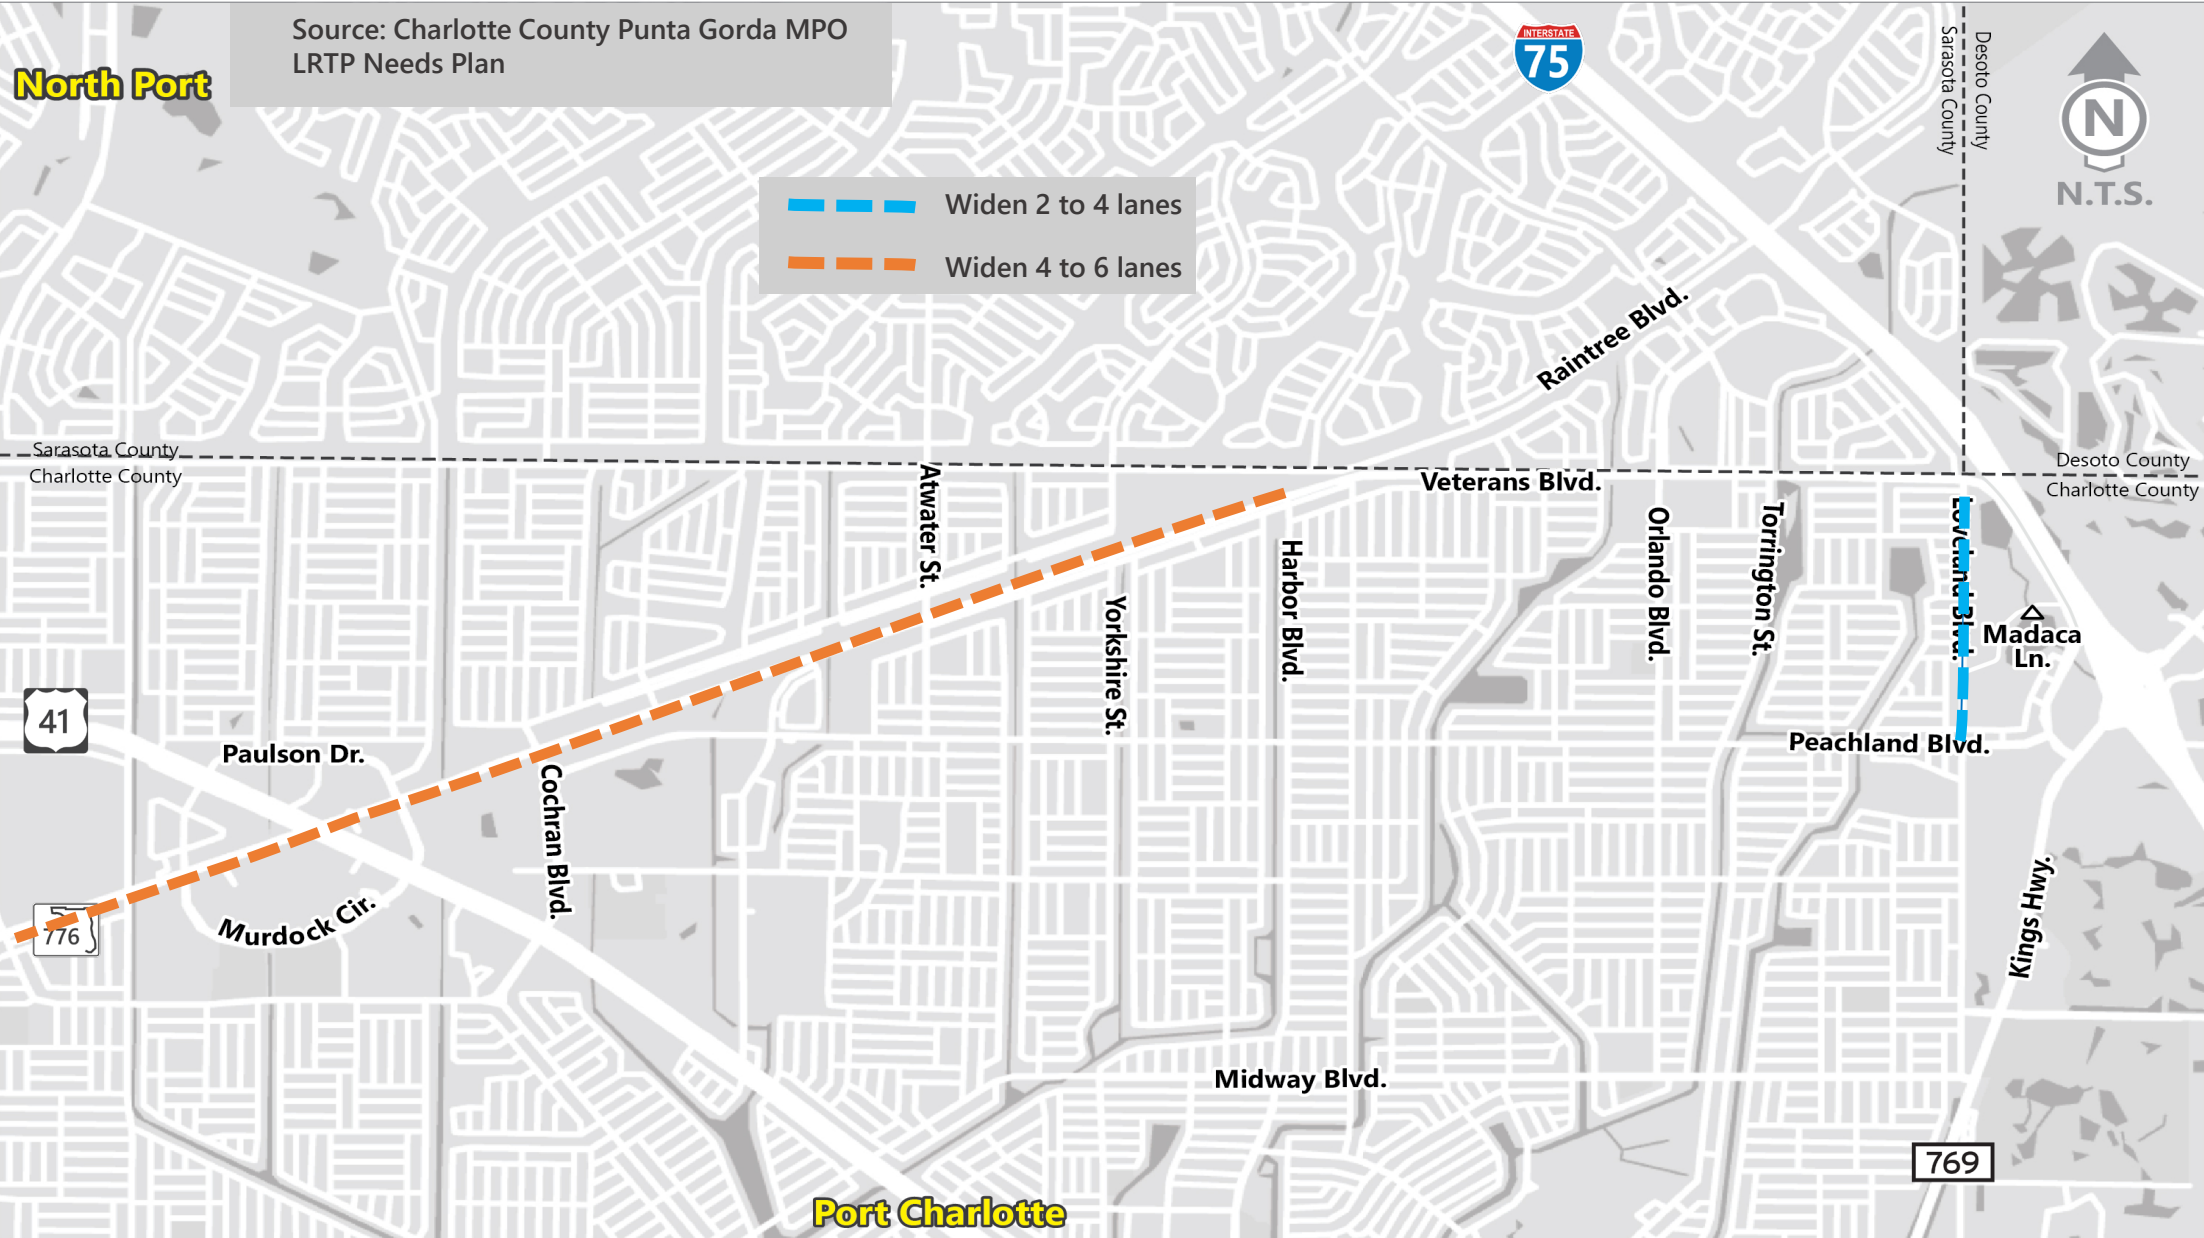 Source: Charlotte County Punta Gorda MPO
LRTP Needs Plan
North Port
INTERSTATE
75
Sarasota County
Desoto County
N
N.T.S.
Widen 2 to 4 lanes
Widen 4 to 6 lanes
Raintree Blvd.
Sarasota County
Charlotte County
Desoto County
Charlotte County
Veterans Blvd.
Atwater St.
Yorkshire St.
Harbor Blvd.
Orlando Blvd.
Torrington St.
Loveland Blvd.
Madaca
Ln.
41
Paulson Dr.
Peachland Blvd.
Cochran Blvd.
776
Murdock Cir.
Kings Hwy.
Midway Blvd.
769
Port Charlotte